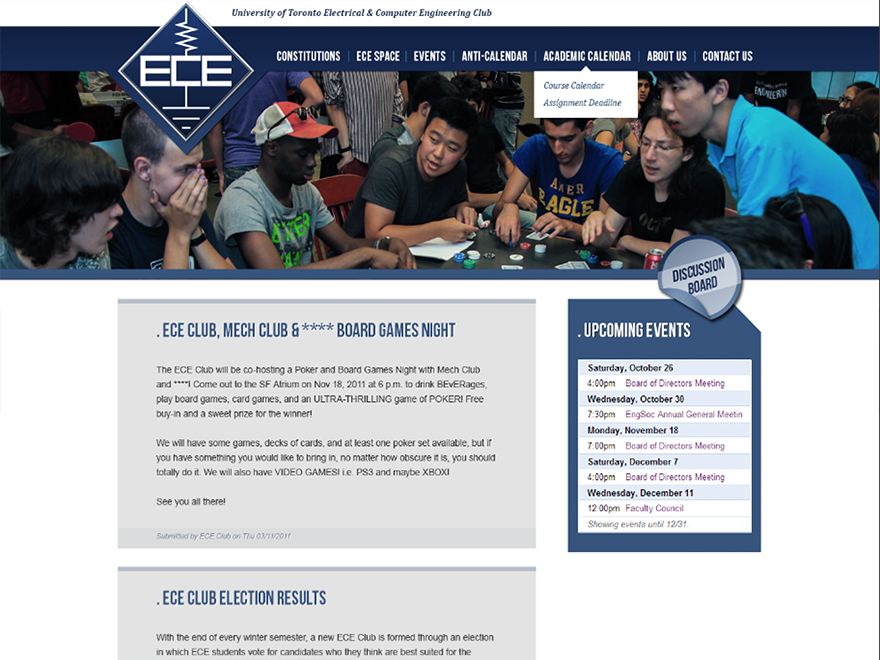 University of Toronto Electrical & Computer Engineering Club
ECE
CONSTITUTIONS | ECE SPACE | EVENTS | ANTI-CALENDAR | ACADEMIC CALENDAR | ABOUT US | CONTACT US
Course Calendar
Assignment Deadline
EAGLE
DISCUSSION
BOARD
. ECE CLUB, MECH CLUB & **** BOARD GAMES NIGHT
The ECE Club will be co-hosting a Poker and Board Games Night with Mech Club
and ****! Come out to the SF Atrium on Nov 18, 2011 at 6 p.m. to drink BEvERages,
play board games, card games, and an ULTRA-THRILLING game of POKER! Free
buy-in and a sweet prize for the winner!
We will have some games, decks of cards, and at least one poker set available, but if
you have something you would like to bring in, no matter how obscure it is, you should
totally do it. We will also have VIDEO GAMES! i.e. PS3 and maybe XBOX!
See you all there!
Submitted by ECE Club on Thu 03/11/2011
. UPCOMING EVENTS
Saturday, October 26
4:00pm Board of Directors Meeting
Wednesday, October 30
7:30pm EngSoc Annual General Meetin
Monday, November 18
7:00pm Board of Directors Meeting
Saturday, December 7
4:00pm Board of Directors Meeting
Wednesday, December 11
12:00pm Faculty Council
Showing events until 12/31.
. ECE CLUB ELECTION RESULTS
With the end of every winter semester, a new ECE Club is formed through an election
in which ECE students vote for candidates who they think are best suited for the